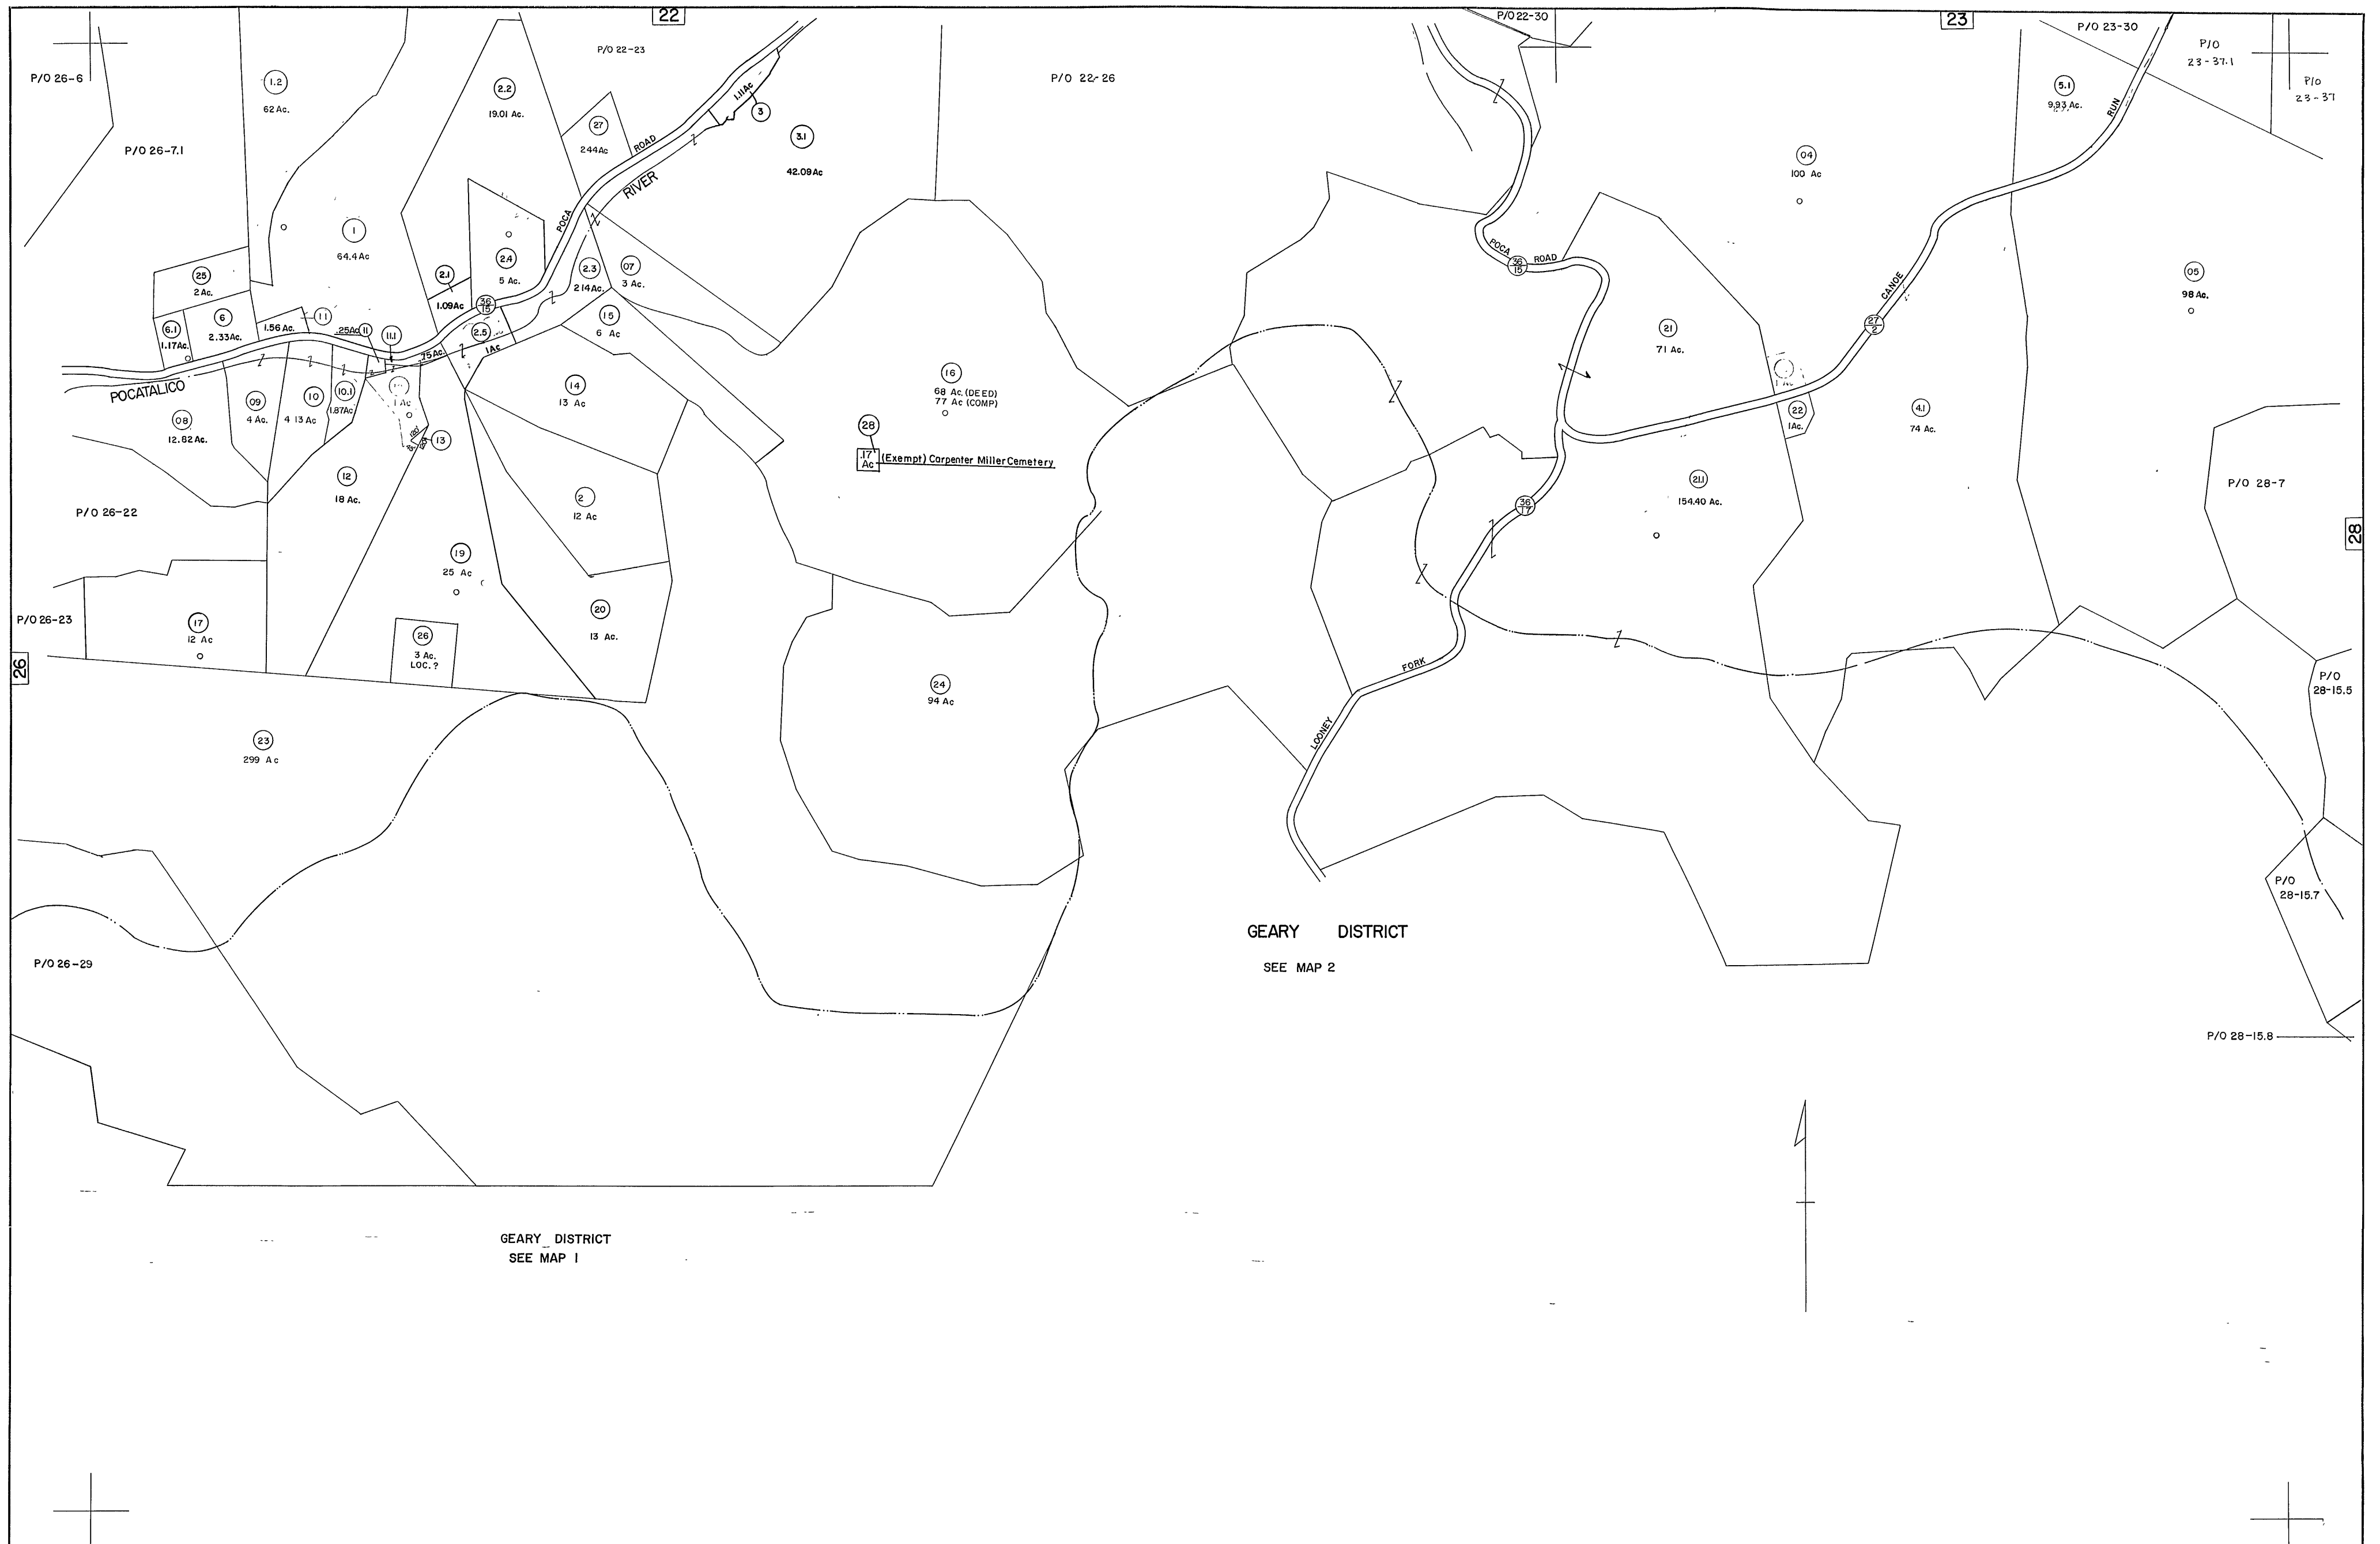 22
23
P/O 22-23
P/O 22-30
P/O 23-30
P/O
23-37.1
P/O
23-37
P/O 26-6
P/O 22-26
1.2
62 Ac.
2.2
19.01 Ac.
1.11Ac
3
5.1
9.93 Ac.
RUN
27
244Ac
3.1
42.09Ac
ROAD
P/O 26-7.1
04
100 Ac
RIVER
1
64.4Ac
POCA
POCA
36
15
ROAD
2.4
5 Ac.
2.1
1.09Ac
2.3
214Ac.
07
3 Ac.
25
2 Ac.
05
98 Ac.
CANOE
36
15
27
2
6.1
1.17Ac.
6
2.33Ac.
1.56 Ac.
1.1
.25Ac
11
11.1
2.5
1Ac
.75Ac.
15
6 Ac
21
71 Ac.
POCATALICO
08
12.82Ac.
09
4 Ac.
10
4 13 Ac
10.1
1.87Ac
1 Ac
13
14
13 Ac
16
68 Ac. (DEED)
77 Ac (COMP)
28
.17
Ac
(Exempt) Carpenter Miller Cemetery
22
1Ac.
4.1
74 Ac.
12
18 Ac.
2
12 Ac
21.1
154.40 Ac.
36
17
P/O 28-7
28
P/O 26-22
19
25 Ac
20
13 Ac.
P/O 26-23
17
12 Ac
26
3 Ac.
LOC. ?
26
FORK
LOONEY
24
94 Ac
P/O
28-15.5
23
299 Ac
P/O
28-15.7
GEARY DISTRICT
SEE MAP 2
P/O 26-29
P/O 28-15.8
GEARY DISTRICT
SEE MAP 1